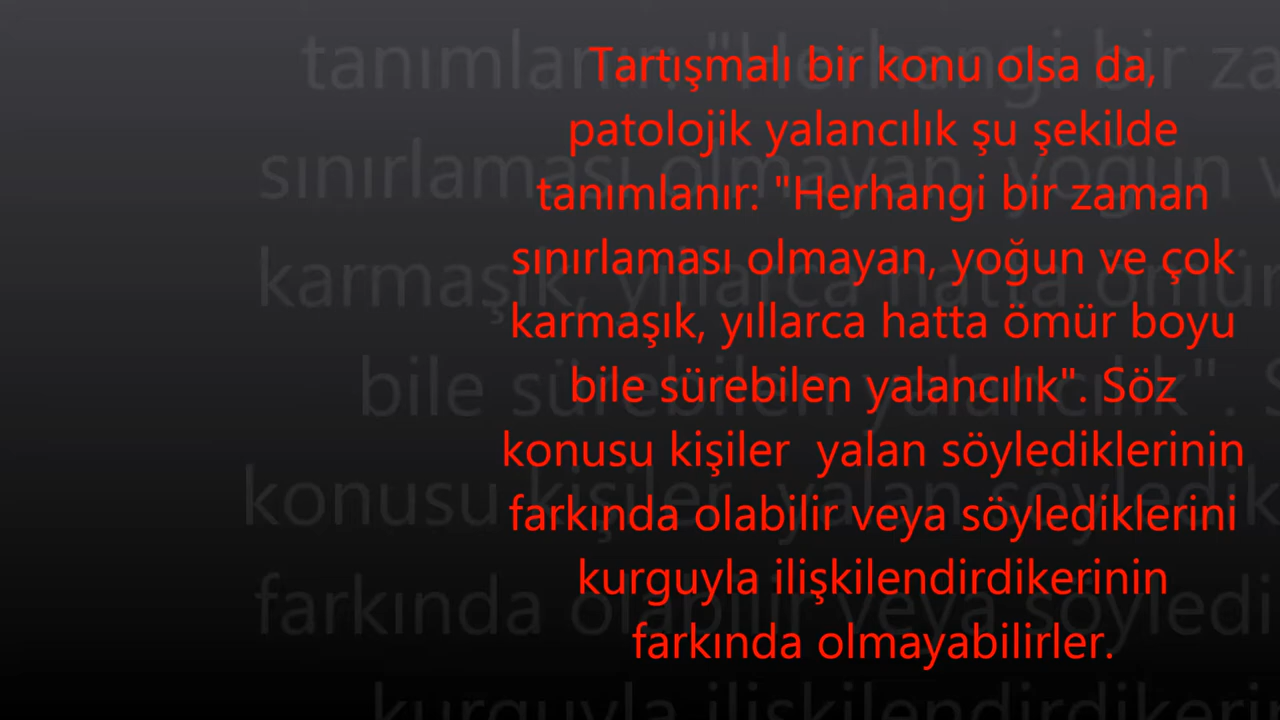 Tartışmalı bir konu olsa da,
patolojik yalancılık şu şekilde
tanımlanır: "Herhangi bir zaman
sınırlaması olmayan, yoğun ve çok
karmaşık, yıllarca hatta ömür boyu
bile sürebilen yalancılık". Söz
konusu kişiler  yalan söylediklerinin
farkında olabilir veya söylediklerini
kurguyla ilişkilendirdikerinin
farkında olmayabilirler.